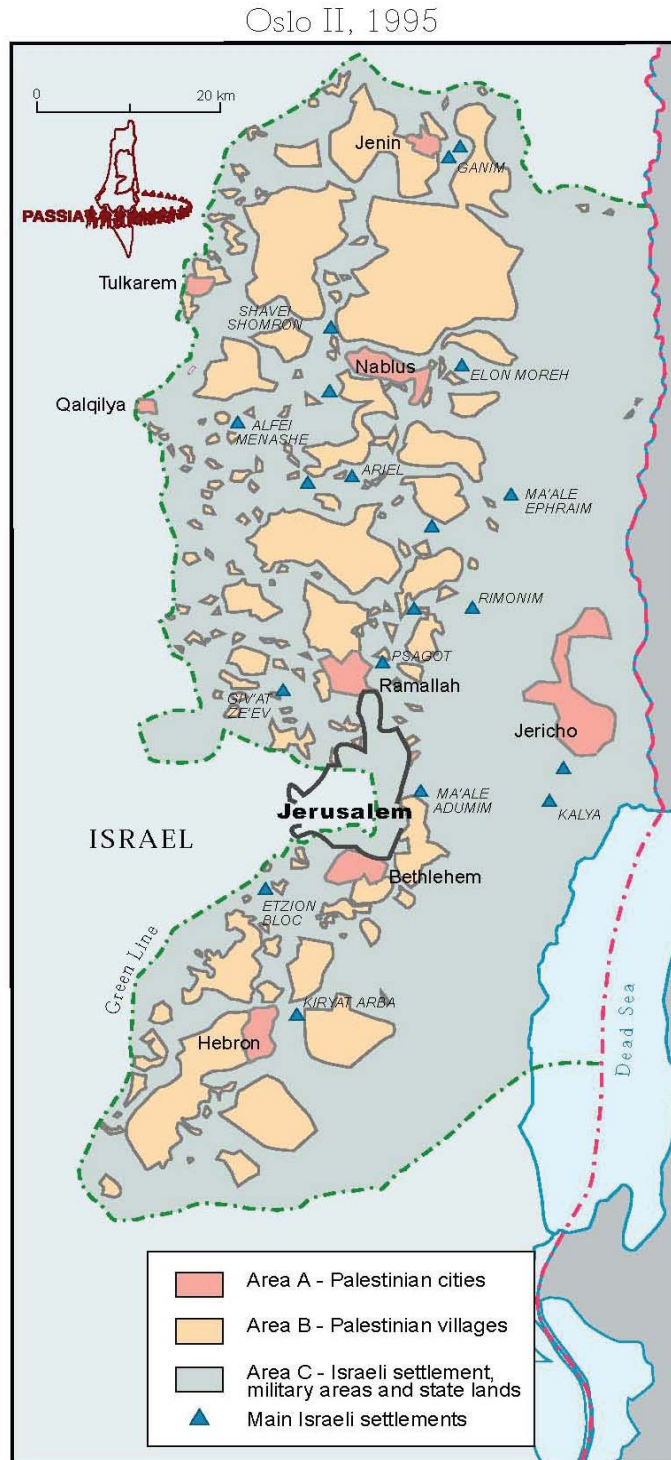 Oslo II, 1995
0 20 km
PASSIA
Jenin
GANIM
Tulkarem
SHAVEI
SHOMRON
Nablus
ELON MOREH
Qalqilya
ALFEI
MENASHE
ARIEL
MA'ALE
EPHRAIM
RIMONIM
PSAGOT
Ramallah
GIV'AT
ZE'EV
Jericho
MA'ALE
ADUMIM
KALYA
Jerusalem
ISRAEL
Bethlehem
ETZION
BLOC
Green Line
KIRYAT ARBA
Hebron
Dead Sea
Area A - Palestinian cities
Area B - Palestinian villages
Area C - Israeli settlement,
military areas and state lands
Main Israeli settlements